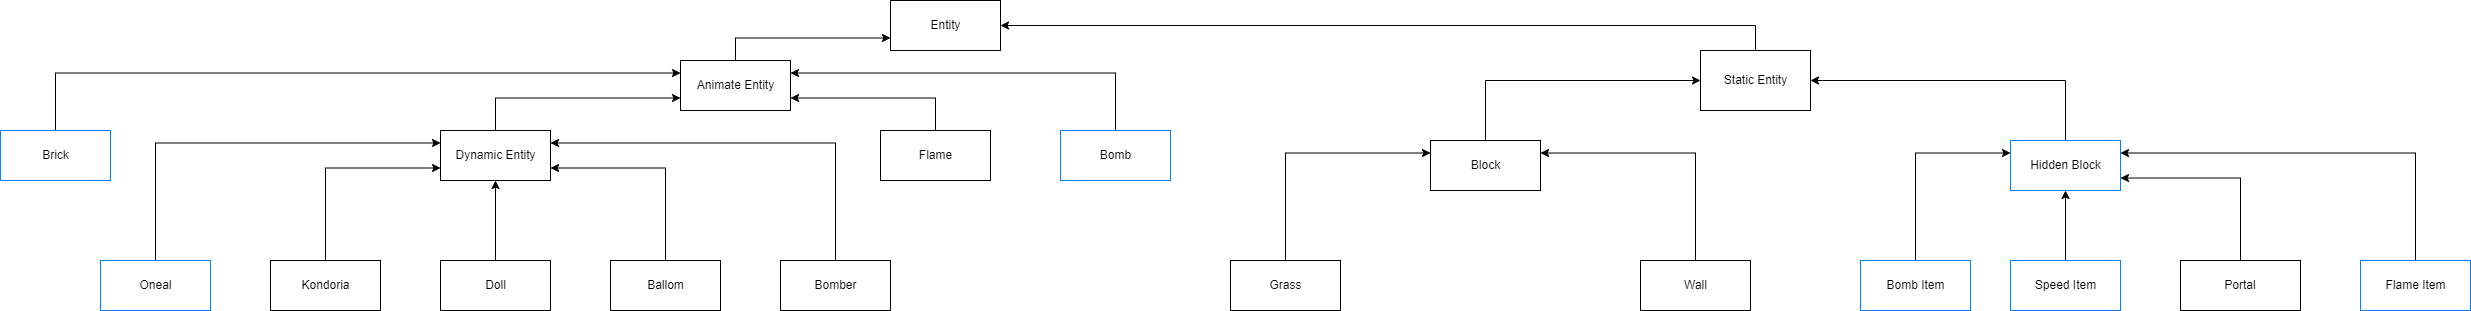 Entity
Animate Entity
Static Entity
Brick
Dynamic Entity
Flame
Bomb
Block
Hidden Block
Oneal
Kondoria
Doll
Ballom
Bomber
Grass
Wall
Bomb Item
Speed Item
Portal
Flame Item